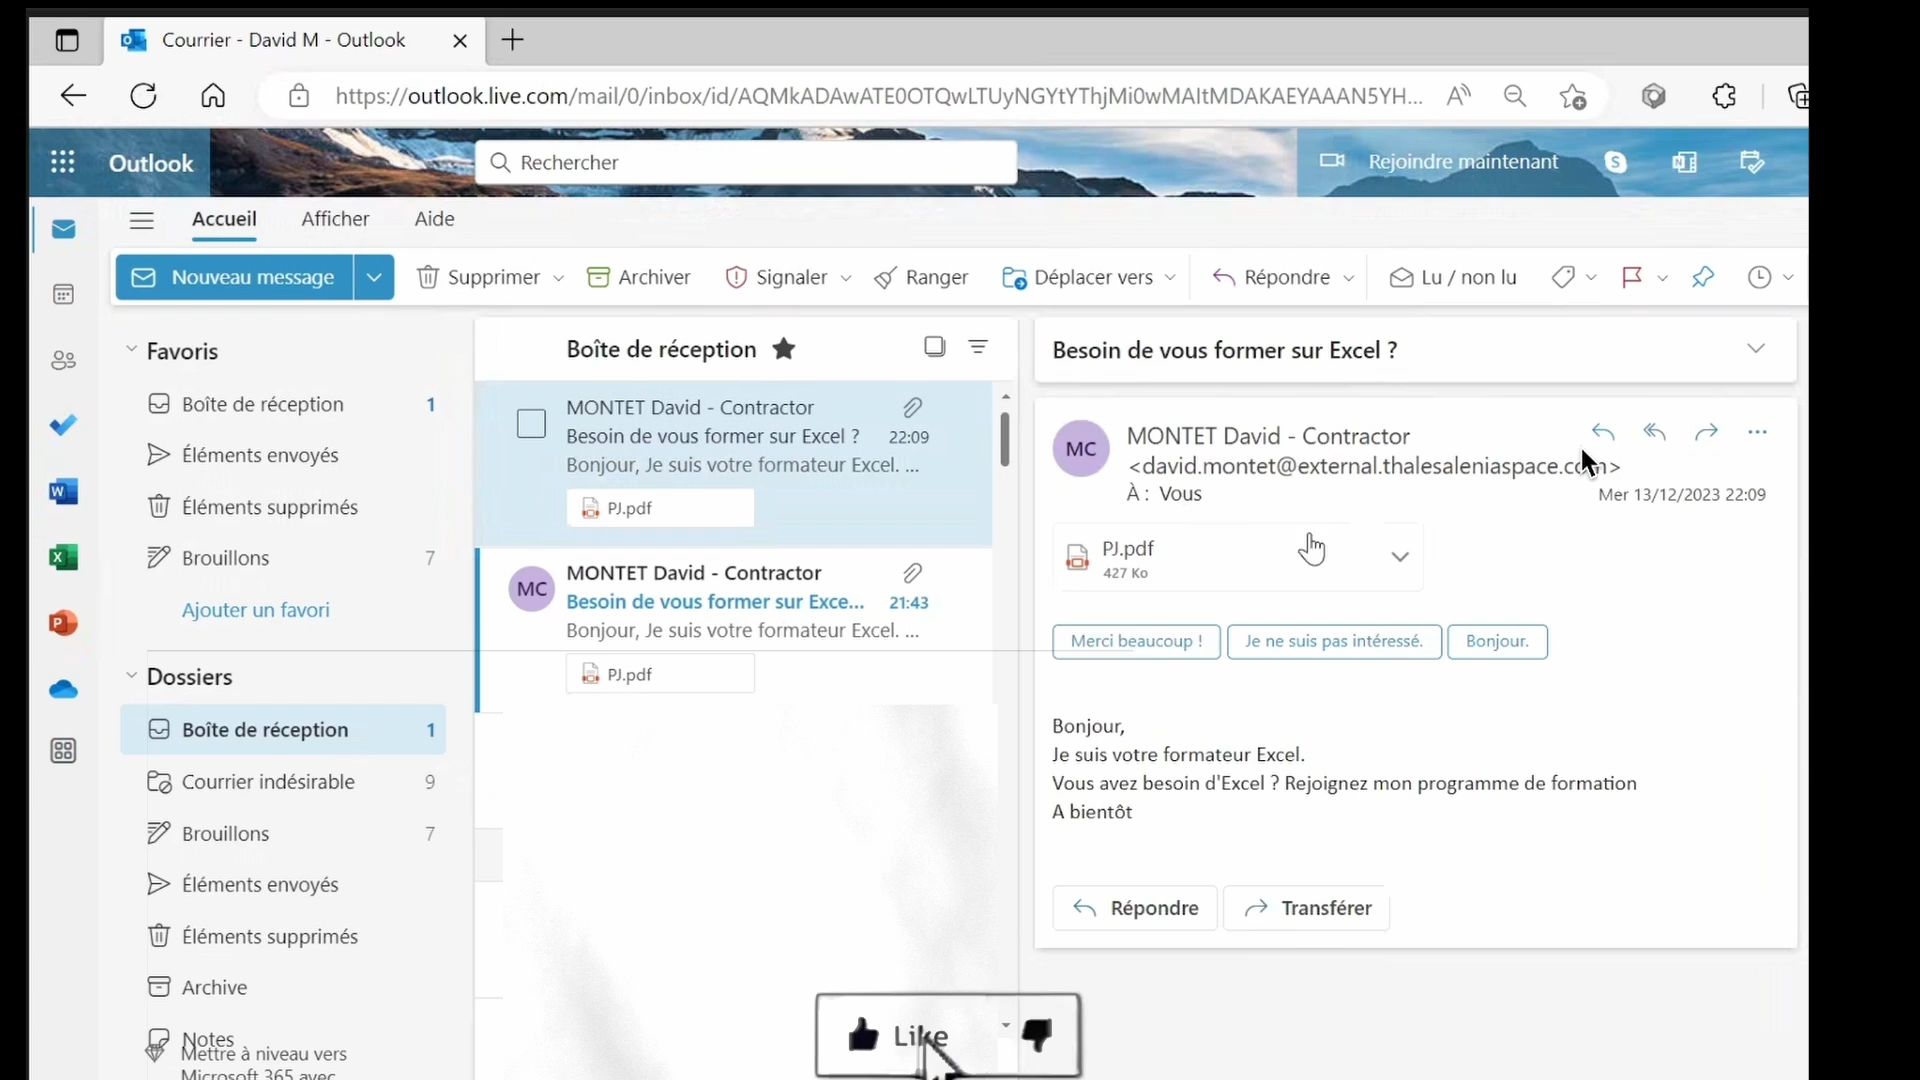 Courrier - David M - Outlook
https://outlook.live.com/mail/0/inbox/id/AQMkADAwATE0OTQwLTUyNGYtYThjMi0wMAItMDAKAEYAAAN5YH...
Outlook
Rechercher
Rejoindre maintenant
Accueil
Afficher
Aide
Nouveau message
Supprimer
Archiver
Signaler
Ranger
Déplacer vers
Répondre
Lu / non lu
Favoris
Boîte de réception 1
Éléments envoyés
Éléments supprimés
Brouillons 7
Ajouter un favori
Dossiers
Boîte de réception 1
Courrier indésirable 9
Brouillons 7
Éléments envoyés
Éléments supprimés
Archive
Notes
Mettre à niveau vers
Microsoft 365 avec
Boîte de réception
MONTET David - Contractor
Besoin de vous former sur Excel ? 22:09
Bonjour, Je suis votre formateur Excel. ...
PJ.pdf
MC
MONTET David - Contractor
Besoin de vous former sur Exce... 21:43
Bonjour, Je suis votre formateur Excel. ...
PJ.pdf
Besoin de vous former sur Excel ?
MC
MONTET David - Contractor
<david.montet@external.thalesaleniaspace.com>
À : Vous
Mer 13/12/2023 22:09
PJ.pdf
427 Ko
Merci beaucoup !
Je ne suis pas intéressé.
Bonjour.
Bonjour,
Je suis votre formateur Excel.
Vous avez besoin d'Excel ? Rejoignez mon programme de formation
A bientôt
Répondre
Transférer
Like